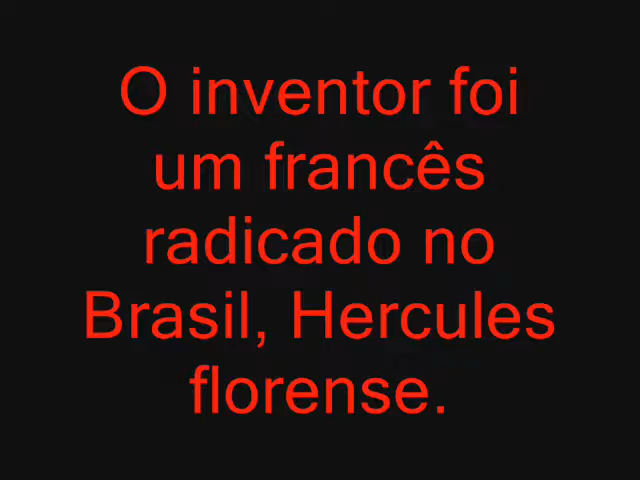 O inventor foi
um francês
radicado no
Brasil, Hercules
florense.